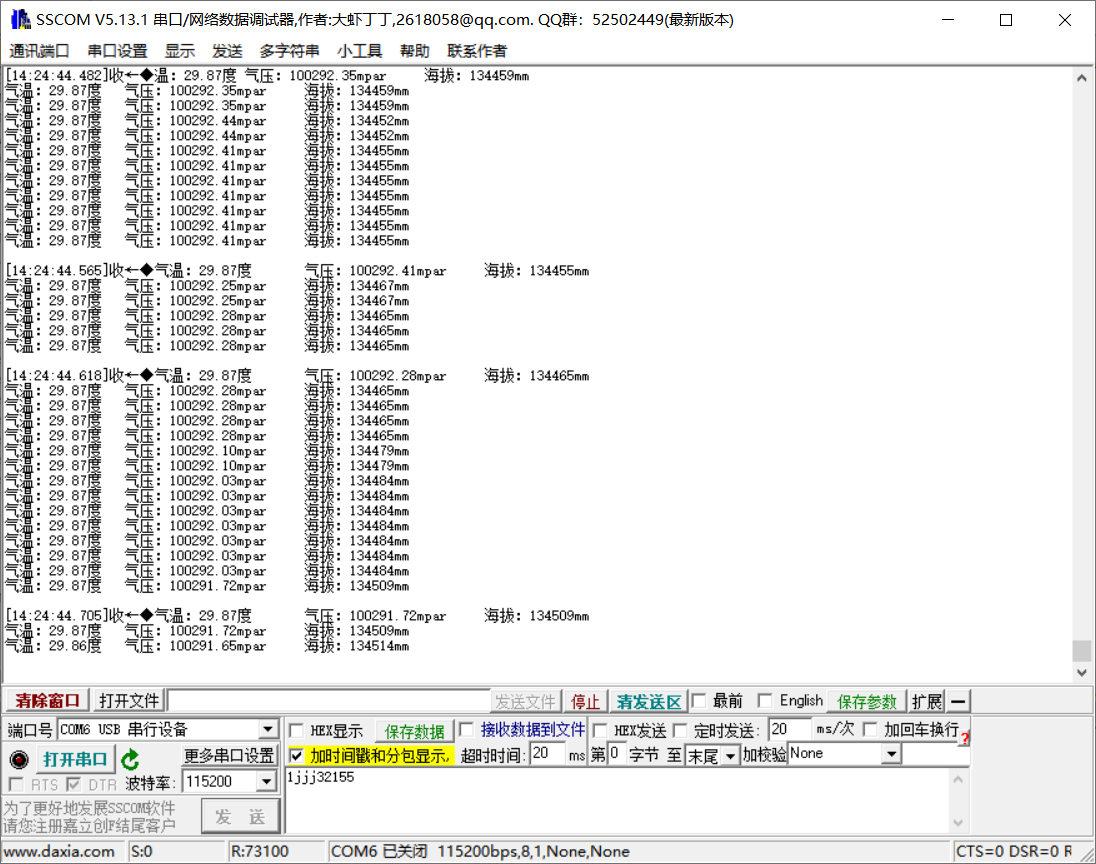 SSCOM V5.13.1 串口/网络数据调试器,作者:大虾丁丁,2618058@qq.com. QQ群：52502449(最新版本)
通讯端口 串口设置 显示 发送 多字符串 小工具 帮助 联系作者
[14:24:44.482]收←◆温：29.87度 气压：100292.35mpar 海拔：134459mm
气温：29.87度 气压：100292.35mpar 海拔：134459mm
气温：29.87度 气压：100292.35mpar 海拔：134459mm
气温：29.87度 气压：100292.44mpar 海拔：134452mm
气温：29.87度 气压：100292.44mpar 海拔：134452mm
气温：29.87度 气压：100292.41mpar 海拔：134455mm
气温：29.87度 气压：100292.41mpar 海拔：134455mm
气温：29.87度 气压：100292.41mpar 海拔：134455mm
气温：29.87度 气压：100292.41mpar 海拔：134455mm
气温：29.87度 气压：100292.41mpar 海拔：134455mm
气温：29.87度 气压：100292.41mpar 海拔：134455mm
气温：29.87度 气压：100292.41mpar 海拔：134455mm
[14:24:44.565]收←◆气温：29.87度 气压：100292.41mpar 海拔：134455mm
气温：29.87度 气压：100292.25mpar 海拔：134467mm
气温：29.87度 气压：100292.25mpar 海拔：134467mm
气温：29.87度 气压：100292.28mpar 海拔：134465mm
气温：29.87度 气压：100292.28mpar 海拔：134465mm
气温：29.87度 气压：100292.28mpar 海拔：134465mm
[14:24:44.618]收←◆气温：29.87度 气压：100292.28mpar 海拔：134465mm
气温：29.87度 气压：100292.28mpar 海拔：134465mm
气温：29.87度 气压：100292.28mpar 海拔：134465mm
气温：29.87度 气压：100292.28mpar 海拔：134465mm
气温：29.87度 气压：100292.28mpar 海拔：134465mm
气温：29.87度 气压：100292.10mpar 海拔：134479mm
气温：29.87度 气压：100292.10mpar 海拔：134479mm
气温：29.87度 气压：100292.03mpar 海拔：134484mm
气温：29.87度 气压：100292.03mpar 海拔：134484mm
气温：29.87度 气压：100292.03mpar 海拔：134484mm
气温：29.87度 气压：100292.03mpar 海拔：134484mm
气温：29.87度 气压：100292.03mpar 海拔：134484mm
气温：29.87度 气压：100292.03mpar 海拔：134484mm
气温：29.87度 气压：100292.03mpar 海拔：134484mm
气温：29.87度 气压：100291.72mpar 海拔：134509mm
[14:24:44.705]收←◆气温：29.87度 气压：100291.72mpar 海拔：134509mm
气温：29.87度 气压：100291.72mpar 海拔：134509mm
气温：29.86度 气压：100291.65mpar 海拔：134514mm
清除窗口 打开文件 发送文件 停止 清发送区 最前 English 保存参数 扩展 —
端口号 COM6 USB 串行设备 HEX显示 保存数据 接收数据到文件 HEX发送 定时发送: 20 ms/次 加回车换行 ?
打开串口 更多串口设置 加时间戳和分包显示, 超时时间: 20 ms 第 0 字节 至 末尾 加校验 None
RTS DTR 波特率: 115200 1jjj32155
为了更好地发展SSCOM软件
请您注册嘉立创F结尾客户
发 送
www.daxia.com S:0 R:73100 COM6 已关闭 115200bps,8,1,None,None CTS=0 DSR=0 R